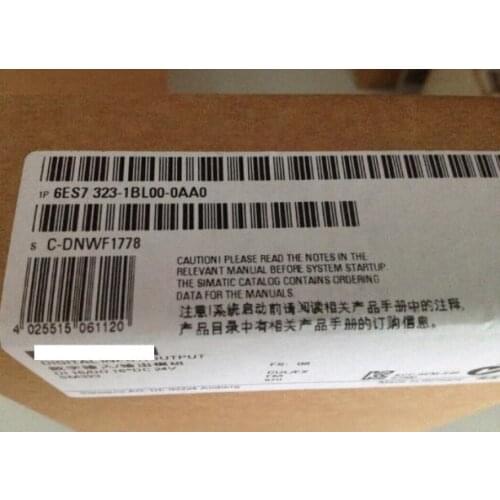 1P 6ES7 323-1BL00-0AA0
S C-DNWF1778
CAUTION! PLEASE READ THE NOTES IN THE
RELEVANT MANUAL BEFORE SYSTEM STARTUP.
THE SIMATIC CATALOG CONTAINS ORDERING
DATA FOR THE MANUALS.
注意!系统启动前请阅读相关产品手册中的注释,
产品目录中有相关产品手册的订购信息。
4 025515 061120